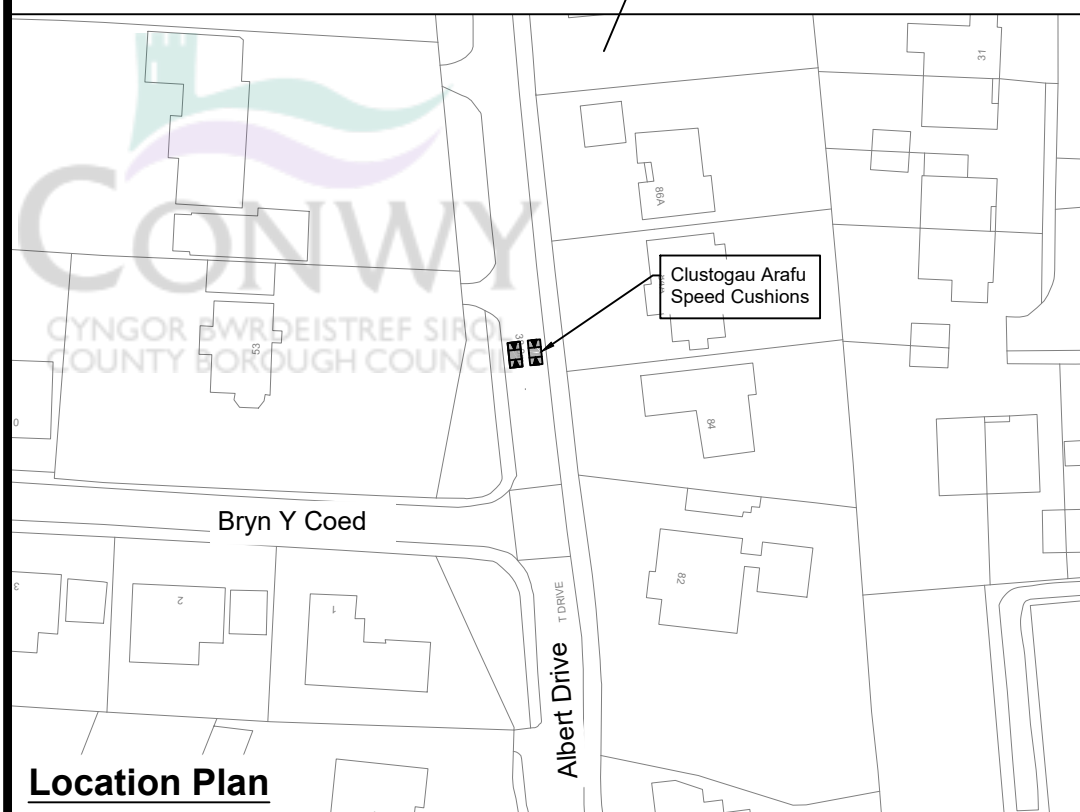 31
86A
Clustogau Arafu
Speed Cushions
CONWY
CYNGOR BWRDEISTREF SIROL
COUNTY BOROUGH COUNCIL
53
84
Bryn Y Coed
82
3
2
1
T DRIVE
Albert Drive
Location Plan